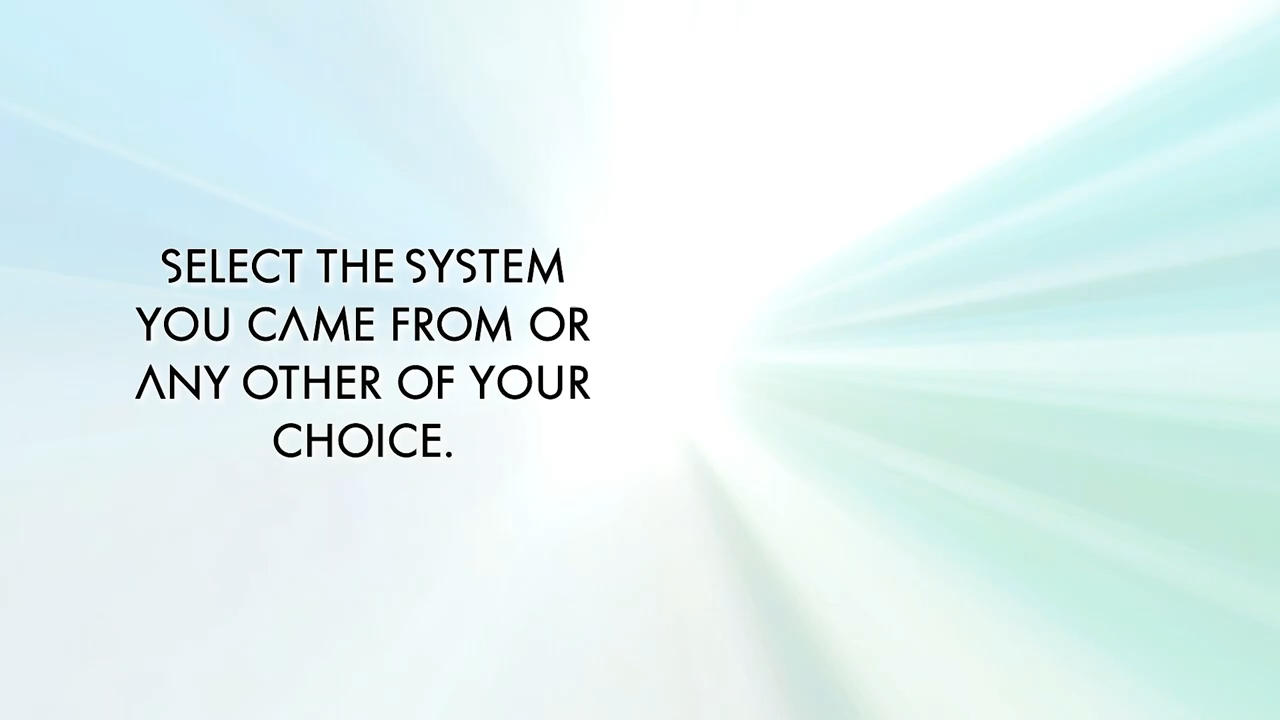 SELECT THE SYSTEM
YOU CAME FROM OR
ANY OTHER OF YOUR
CHOICE.